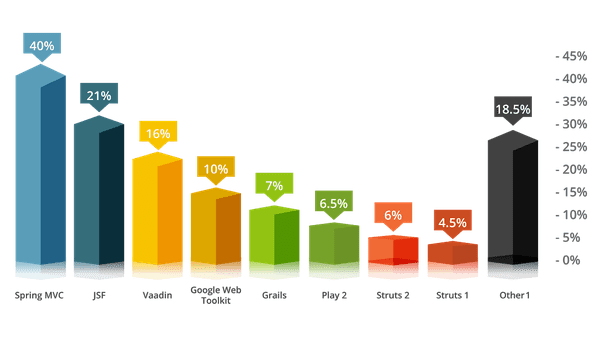 40%
21%
16%
10%
7%
6.5%
6%
4.5%
18.5%
- 45%
- 40%
- 35%
- 30%
- 25%
- 20%
- 15%
- 10%
- 5%
- 0%
Spring MVC
JSF
Vaadin
Google Web
Toolkit
Grails
Play 2
Struts 2
Struts 1
Other1